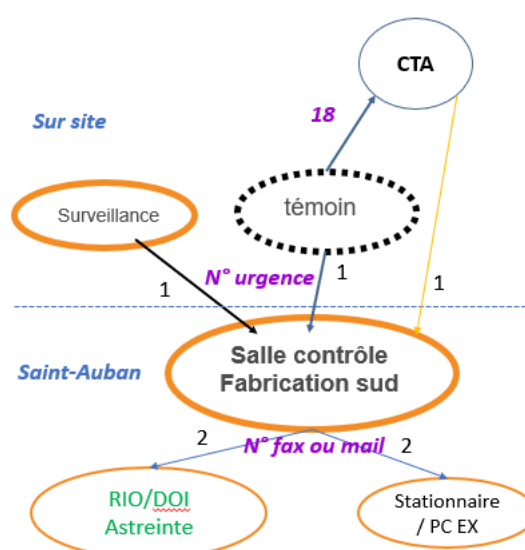 CTA
18
Sur site
Surveillance
témoin
N° urgence
1
1
1
Saint-Auban
Salle contrôle
Fabrication sud
2
N° fax ou mail
2
RIO/DOI
Astreinte
Stationnaire
/ PC EX